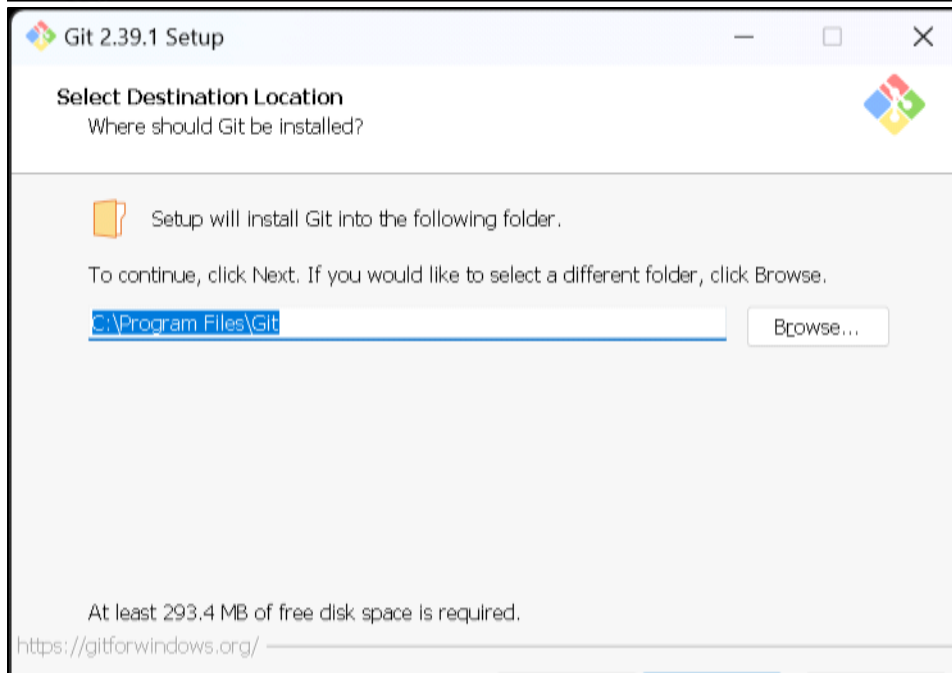 Git 2.39.1 Setup
Select Destination Location
Where should Git be installed?
Setup will install Git into the following folder.
To continue, click Next. If you would like to select a different folder, click Browse.
C:\Program Files\Git
Browse...
At least 293.4 MB of free disk space is required.
https://gitforwindows.org/